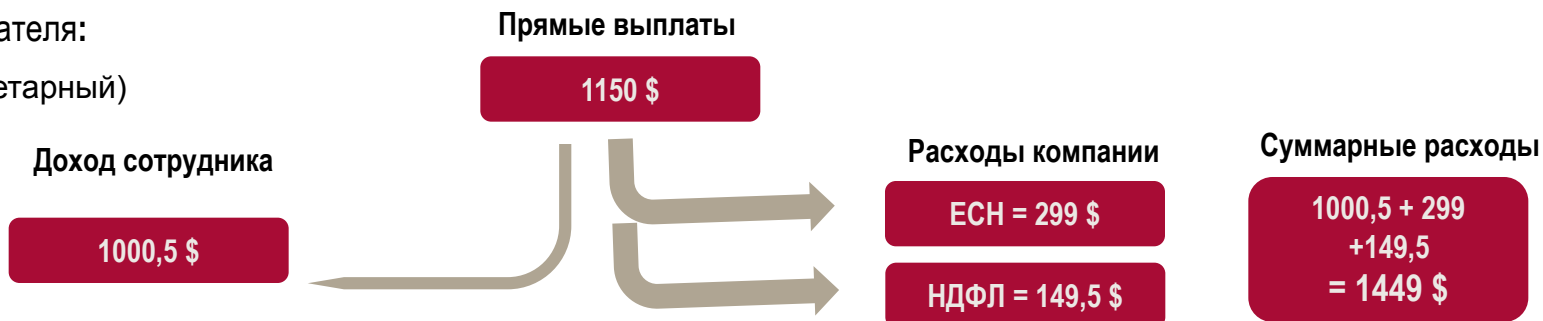 ателя:
етарный)
Прямые выплаты
1150 $
Доход сотрудника
1000,5 $
Расходы компании
ЕСН = 299 $
НДФЛ = 149,5 $
Суммарные расходы
1000,5 + 299
+149,5
= 1449 $